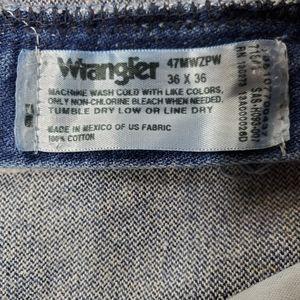 Wrangler
47MWZPW
36 X 36
MACHINE WASH COLD WITH LIKE COLORS,
ONLY NON-CHLORINE BLEACH WHEN NEEDED.
TUMBLE DRY LOW OR LINE DRY
MADE IN MEXICO OF US FABRIC
100% COTTON